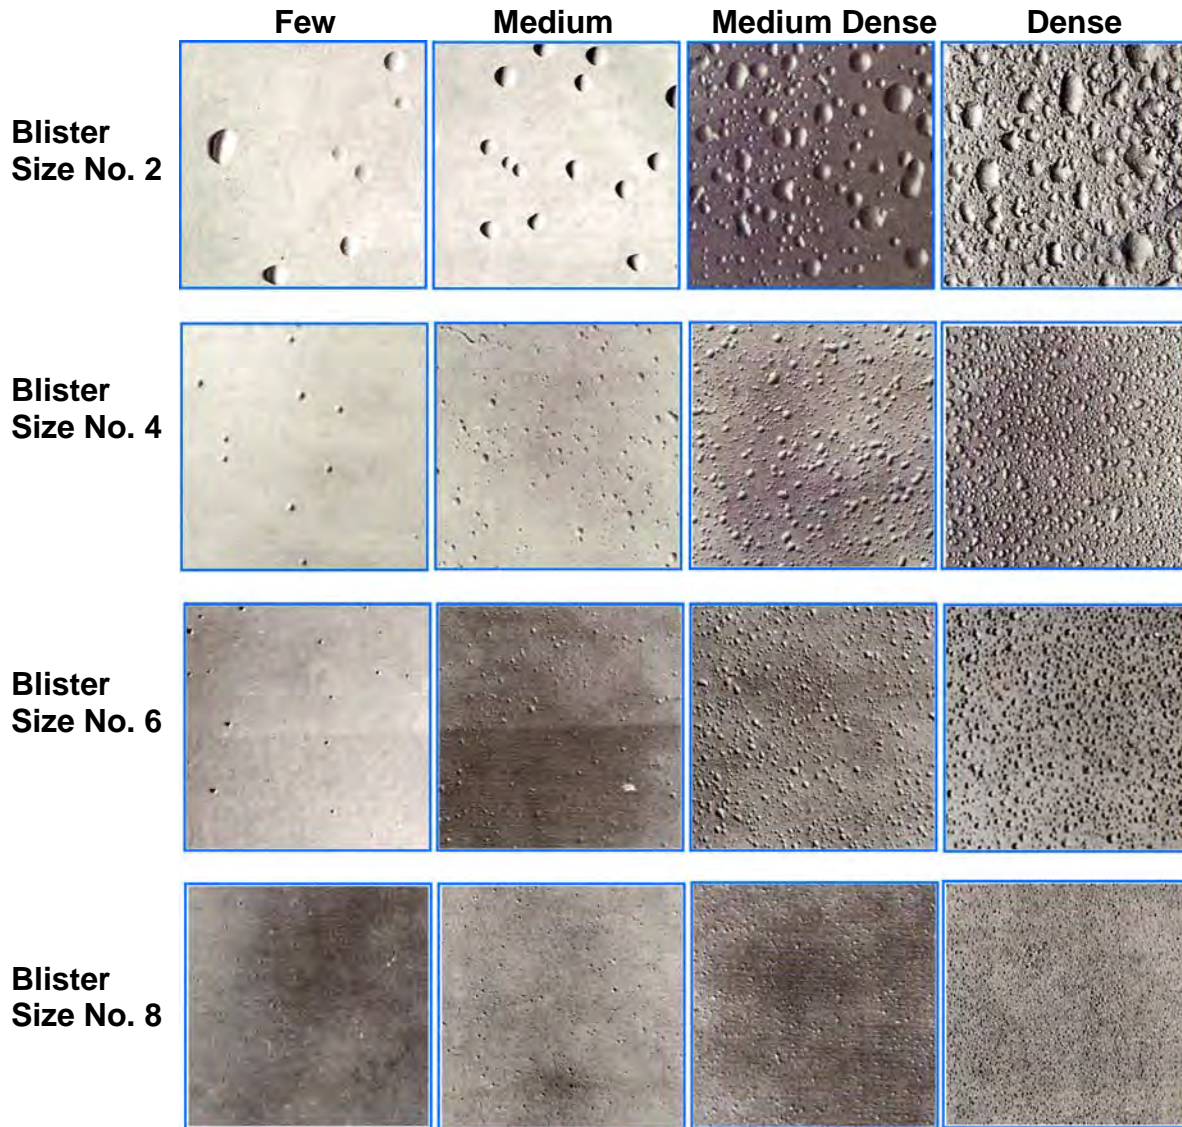 Few Medium Medium Dense Dense
Blister
Size No. 2
Blister
Size No. 4
Blister
Size No. 6
Blister
Size No. 8